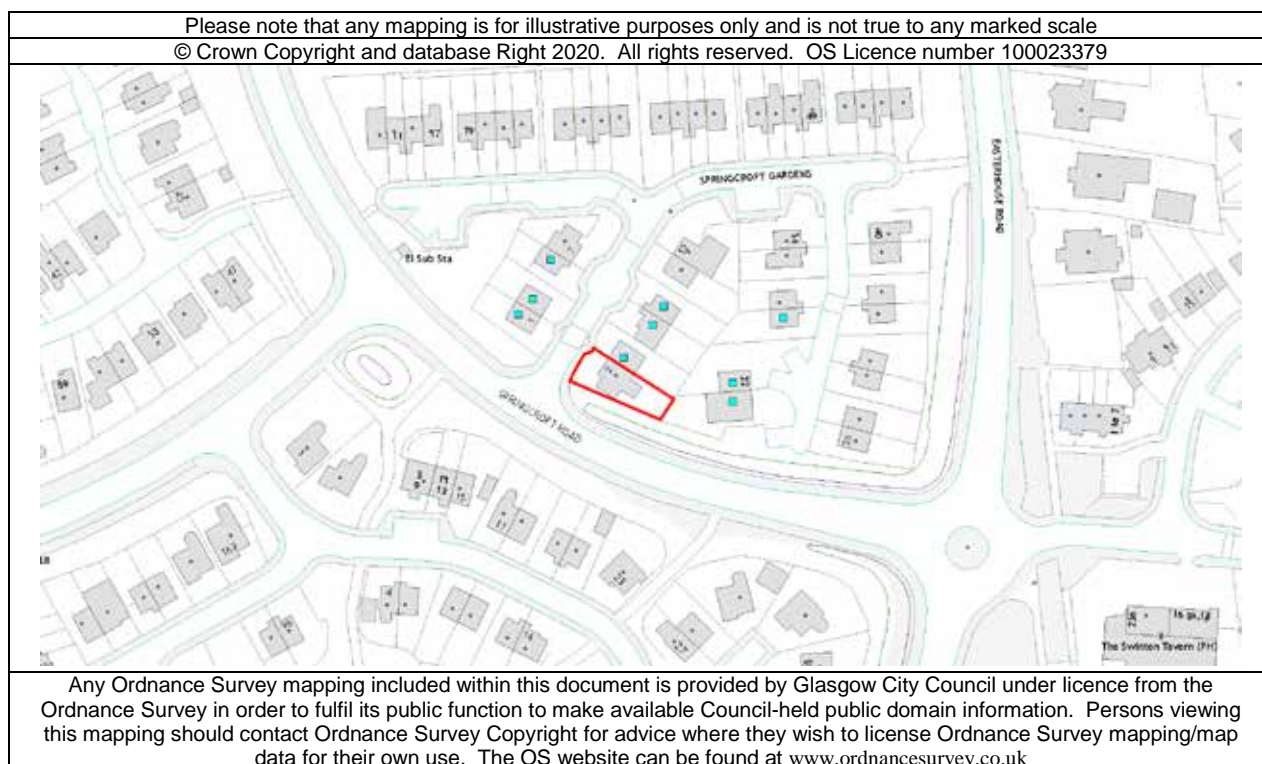 Please note that any mapping is for illustrative purposes only and is not true to any marked scale
© Crown Copyright and database Right 2020. All rights reserved. OS Licence number 100023379
SPRINGCROFT GARDENS
EASTERHOUSE ROAD
El Sub Sta
SPRINGCROFT ROAD
The Swinton Tavern (PH)
Any Ordnance Survey mapping included within this document is provided by Glasgow City Council under licence from the
Ordnance Survey in order to fulfil its public function to make available Council-held public domain information. Persons viewing
this mapping should contact Ordnance Survey Copyright for advice where they wish to license Ordnance Survey mapping/map
data for their own use. The OS website can be found at www.ordnancesurvey.co.uk